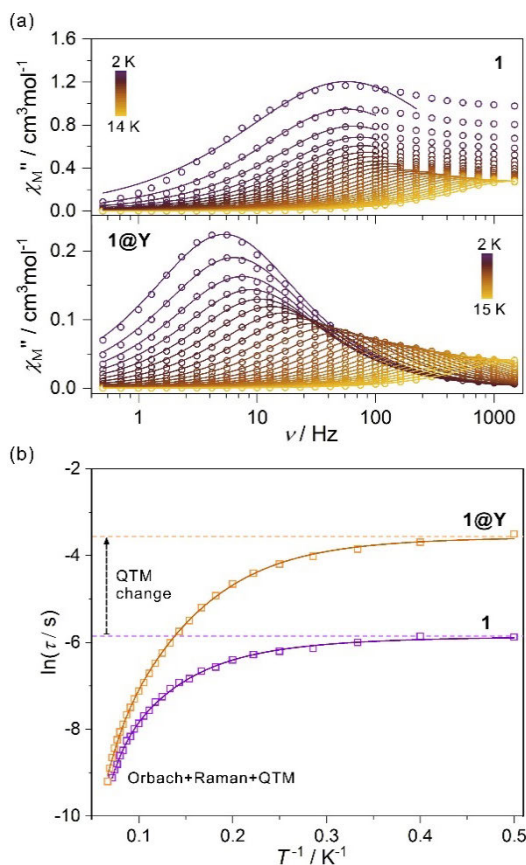 (a)
1.6
1.2
0.8
0.4
0.0
χM'' / cm³mol⁻¹
2 K
14 K
1
0.2
0.1
0.0
χM'' / cm³mol⁻¹
1@Y
2 K
15 K
1 10 100 1000
ν / Hz
(b)
-2
-4
-6
-8
-10
ln(τ / s)
1@Y
QTM
change
1
Orbach+Raman+QTM
0.1 0.2 0.3 0.4 0.5
T⁻¹ / K⁻¹